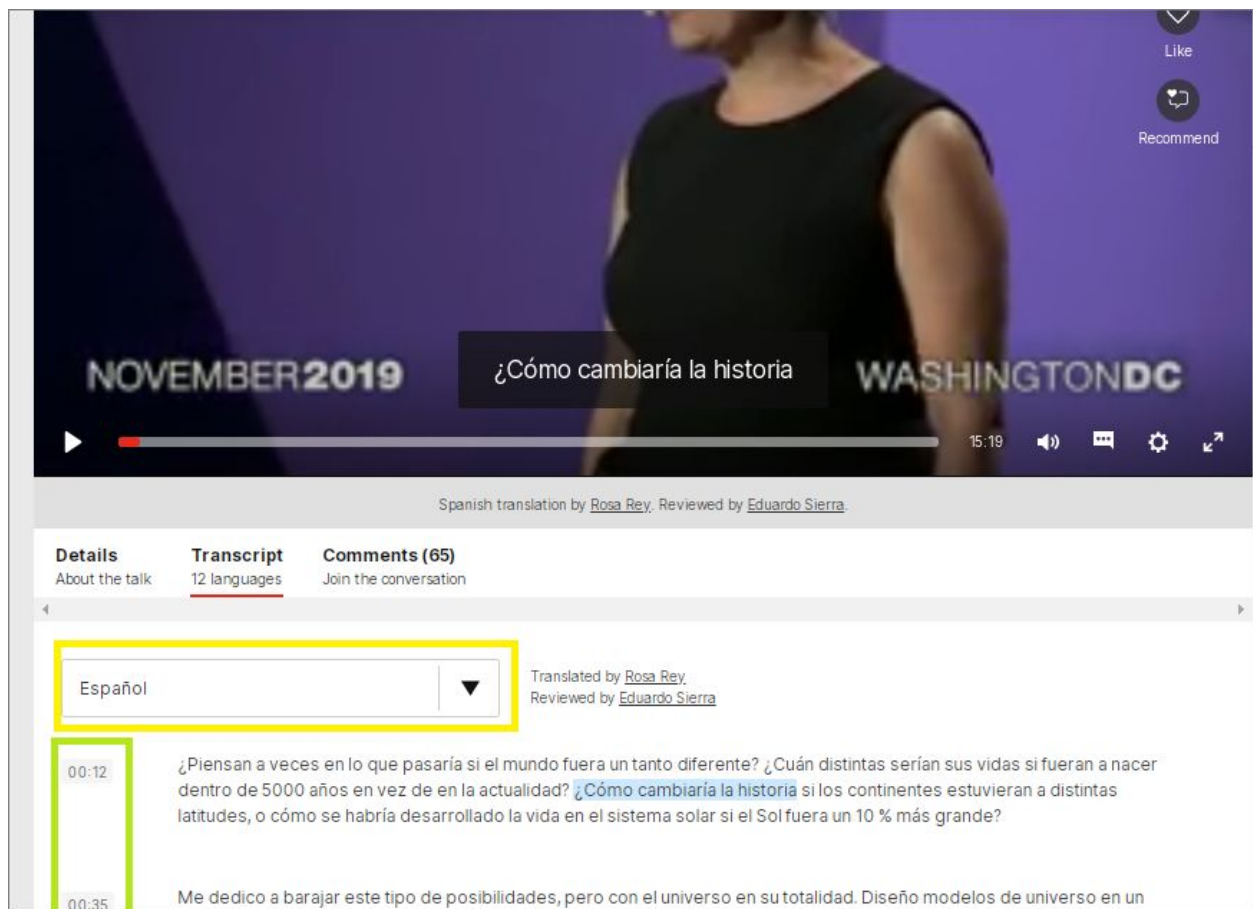 Like
Recommend
NOVEMBER2019
¿Cómo cambiaría la historia
WASHINGTONDC
15:19
Spanish translation by Rosa Rey. Reviewed by Eduardo Sierra.
Details
About the talk
Transcript
12 languages
Comments (65)
Join the conversation
Español
Translated by Rosa Rey
Reviewed by Eduardo Sierra
00:12
¿Piensan a veces en lo que pasaría si el mundo fuera un tanto diferente? ¿Cuán distintas serían sus vidas si fueran a nacer
dentro de 5000 años en vez de en la actualidad? ¿Cómo cambiaría la historia si los continentes estuvieran a distintas
latitudes, o cómo se habría desarrollado la vida en el sistema solar si el Sol fuera un 10 % más grande?
00:35
Me dedico a barajar este tipo de posibilidades, pero con el universo en su totalidad. Diseño modelos de universo en un